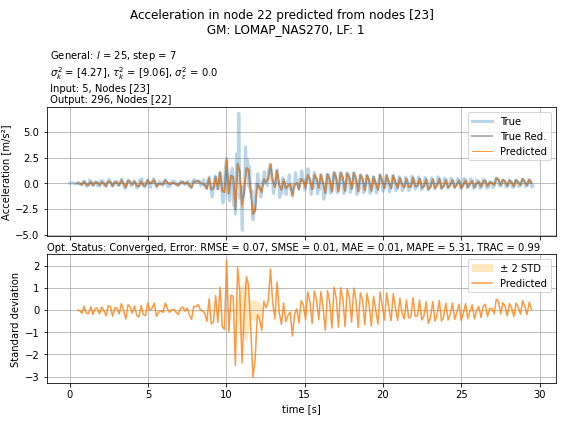 Acceleration in node 22 predicted from nodes [23]
GM: LOMAP_NAS270, LF: 1
General: l = 25, step = 7
σ²ₖ = [4.27], τ²ₖ = [9.06], σ²ε = 0.0
Input: 5, Nodes [23]
Output: 296, Nodes [22]
Acceleration [m/s²]
5.0
2.5
0.0
−2.5
−5.0
True
True Red.
Predicted
Opt. Status: Converged, Error: RMSE = 0.07, SMSE = 0.01, MAE = 0.01, MAPE = 5.31, TRAC = 0.99
Standard deviation
2
1
0
−1
−2
−3
± 2 STD
Predicted
0 5 10 15 20 25 30
time [s]